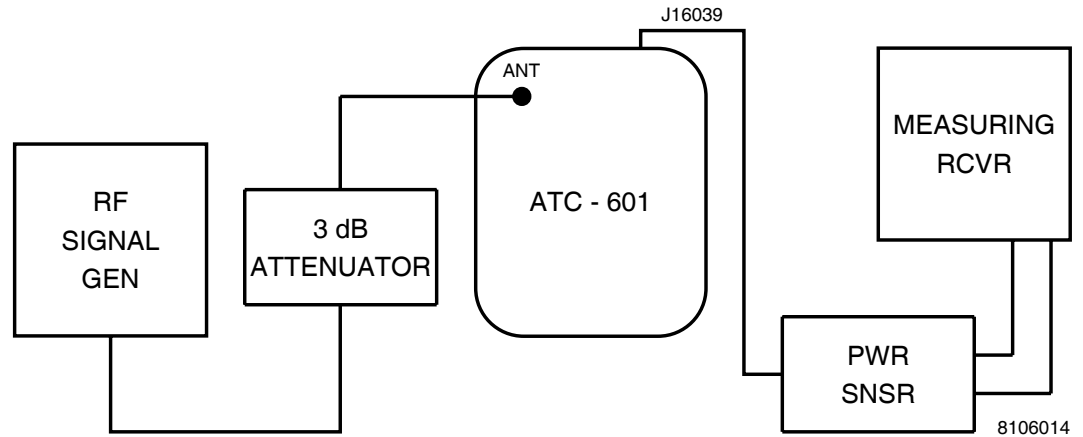 J16039
ANT
MEASURING
RCVR
RF
SIGNAL
GEN
3 dB
ATTENUATOR
ATC - 601
PWR
SNSR
8106014